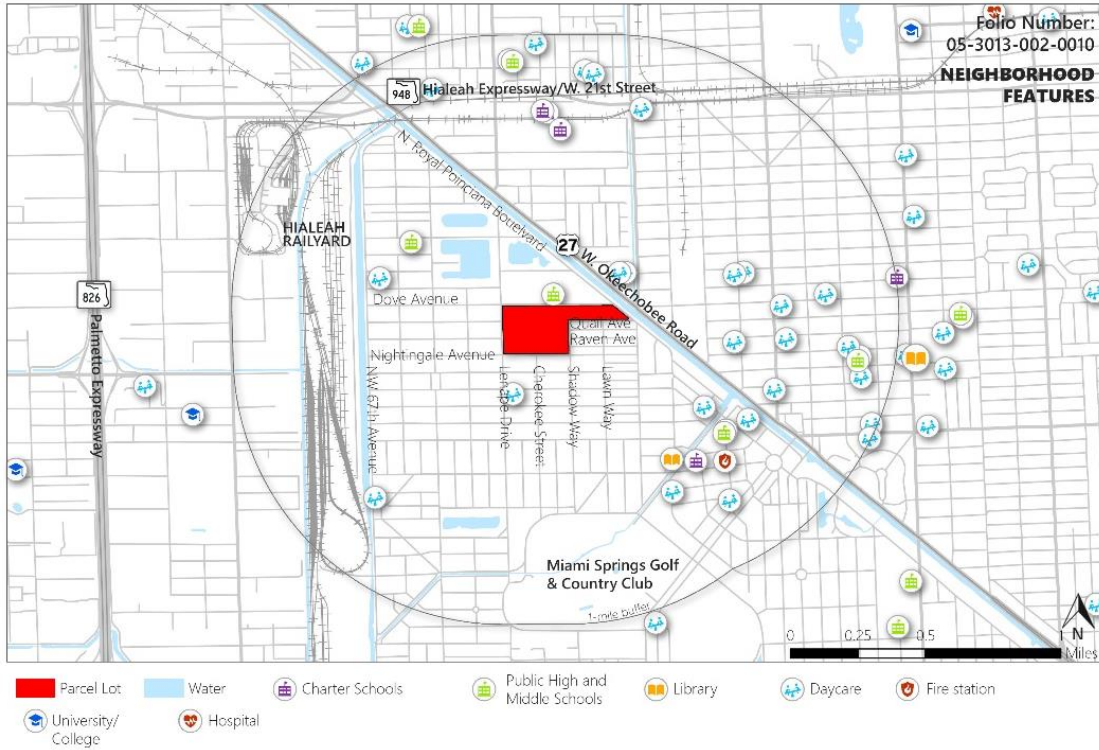 Folio Number:
05-3013-002-0010
NEIGHBORHOOD
FEATURES
948
Hialeah Expressway/W. 21st Street
N. Royal Poinciana Bouelvard
HIALEAH
RAILYARD
27
W. Okeechobee Road
826
Palmetto Expressway
Dove Avenue
Quail Ave
Raven Ave
Nightingale Avenue
NW 67th Avenue
Lenape Drive
Cherokee Street
Shadow Way
Lawn Way
Miami Springs Golf
& Country Club
1-mile buffer
0 0.25 0.5 1
Miles
N
Parcel Lot
Water
Charter Schools
Public High and
Middle Schools
Library
Daycare
Fire station
University/
College
Hospital